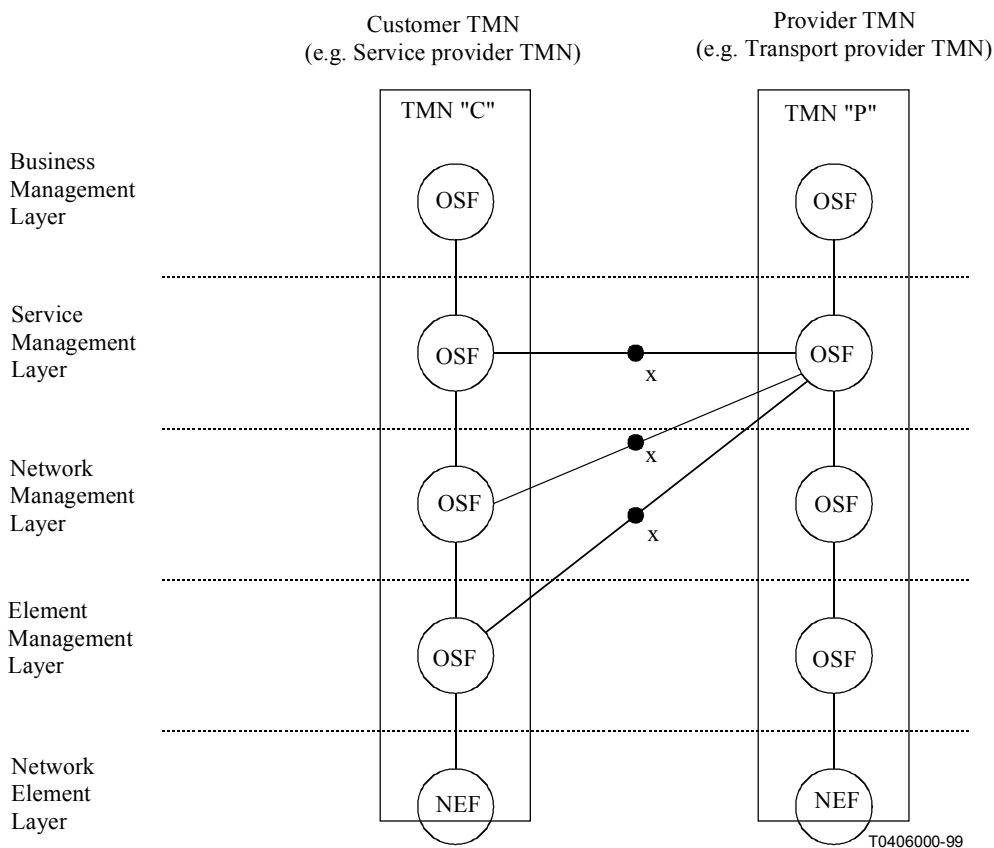 Customer TMN
(e.g. Service provider TMN)
Provider TMN
(e.g. Transport provider TMN)
TMN "C"
TMN "P"
Business
Management
Layer
OSF
OSF
Service
Management
Layer
OSF
OSF
x
x
Network
Management
Layer
OSF
OSF
x
Element
Management
Layer
OSF
OSF
Network
Element
Layer
NEF
NEF
T0406000-99